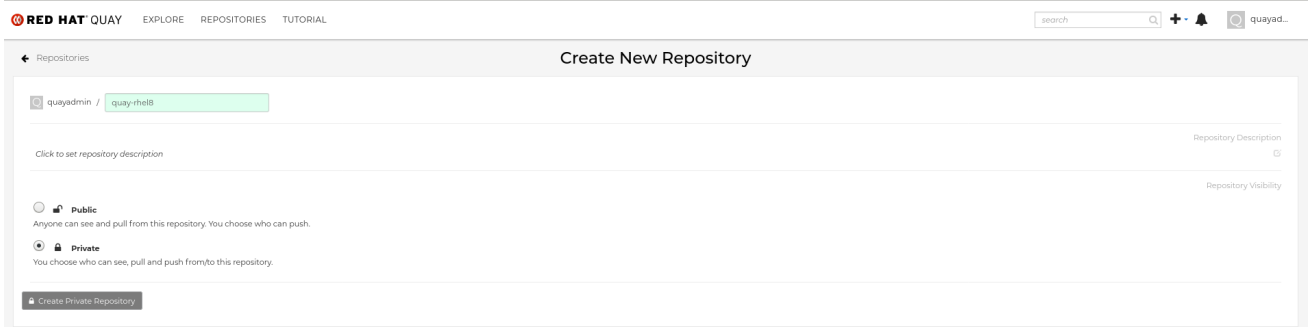 RED HAT® QUAY EXPLORE REPOSITORIES TUTORIAL search quayad...
Repositories
Create New Repository
quayadmin / quay-rhel8
Repository Description
Click to set repository description
Repository Visibility
Public
Anyone can see and pull from this repository. You choose who can push.
Private
You choose who can see, pull and push from/to this repository.
Create Private Repository